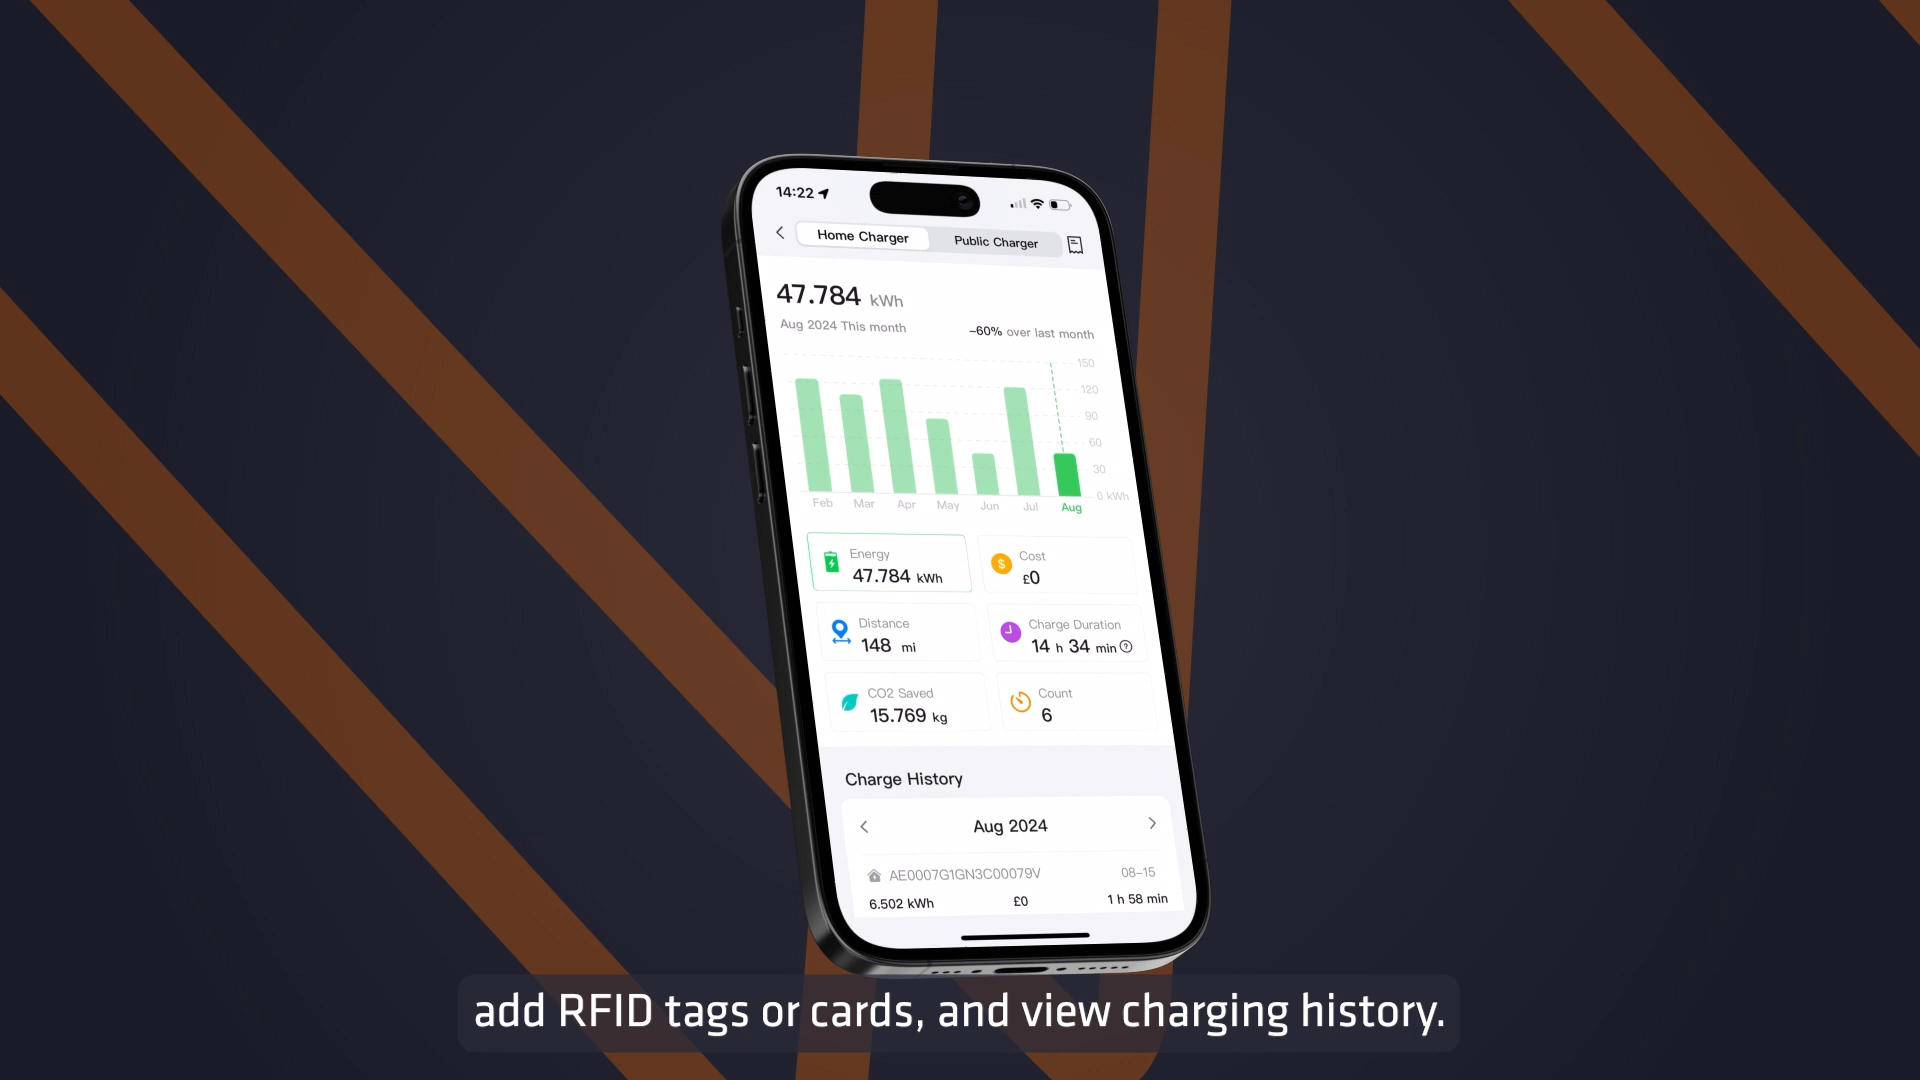 14:22
Home Charger Public Charger
47.784 kWh
Aug 2024 This month -60% over last month
150
120
90
60
30
0 kWh
Feb Mar Apr May Jun Jul Aug
Energy
47.784 kWh
Cost
£0
Distance
148 mi
Charge Duration
14 h 34 min
CO2 Saved
15.769 kg
Count
6
Charge History
Aug 2024
AE0007G1GN3C00079V 08-15
6.502 kWh £0 1 h 58 min
add RFID tags or cards, and view charging history.